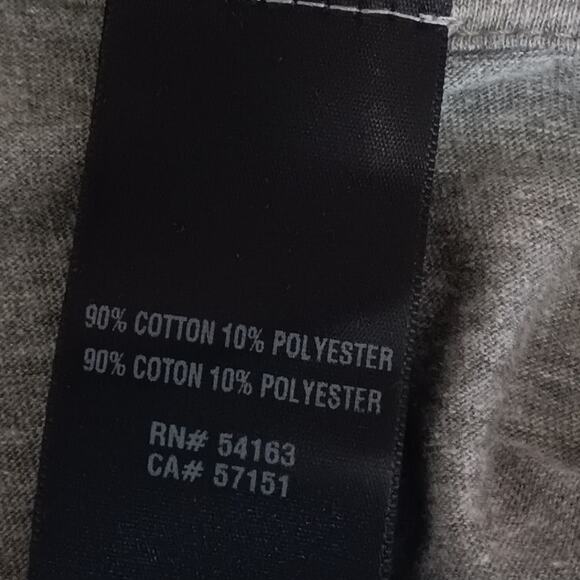 90% COTTON 10% POLYESTER
90% COTON 10% POLYESTER
RN# 54163
CA# 57151